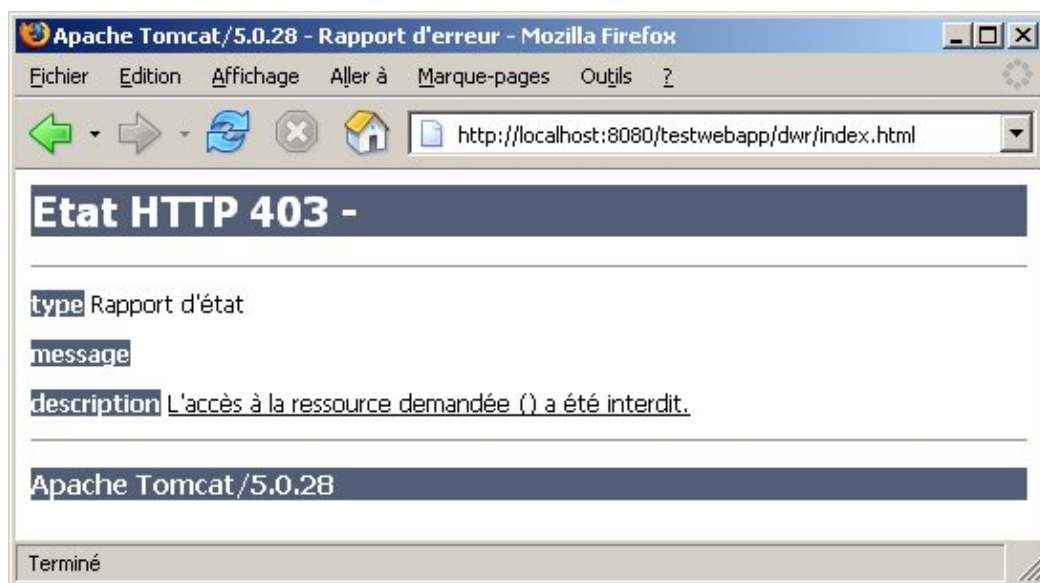 Apache Tomcat/5.0.28 - Rapport d'erreur - Mozilla Firefox
Fichier Edition Affichage Aller à Marque-pages Outils ?
http://localhost:8080/testwebapp/dwr/index.html
Etat HTTP 403 -
type Rapport d'état
message
description L'accès à la ressource demandée () a été interdit.
Apache Tomcat/5.0.28
Terminé